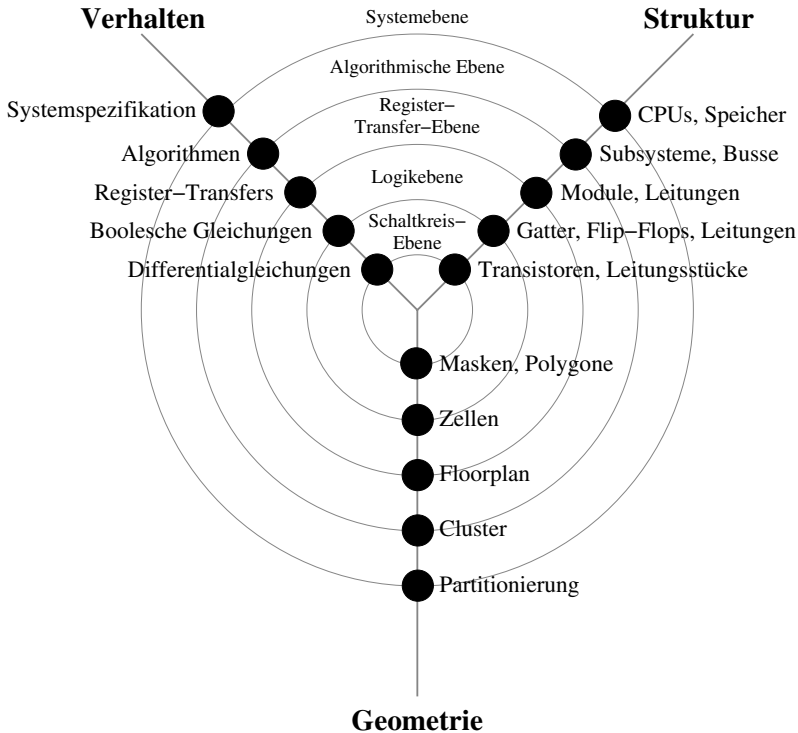 Verhalten
Systemebene
Struktur
Algorithmische Ebene
Systemspezifikation
CPUs, Speicher
Register−
Transfer−Ebene
Algorithmen
Subsysteme, Busse
Logikebene
Register−Transfers
Module, Leitungen
Schaltkreis−
Ebene
Boolesche Gleichungen
Gatter, Flip−Flops, Leitungen
Differentialgleichungen
Transistoren, Leitungsstücke
Masken, Polygone
Zellen
Floorplan
Cluster
Partitionierung
Geometrie